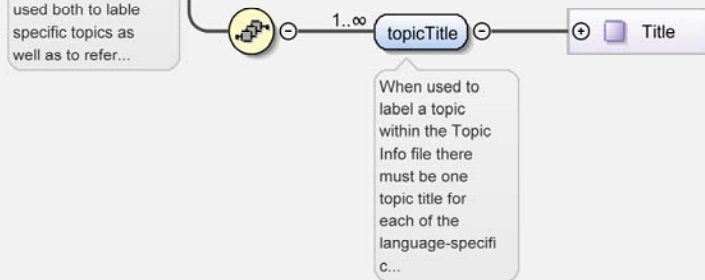 used both to lable
specific topics as
well as to refer...
1..∞
topicTitle
Title
When used to
label a topic
within the Topic
Info file there
must be one
topic title for
each of the
language-specifi
c...